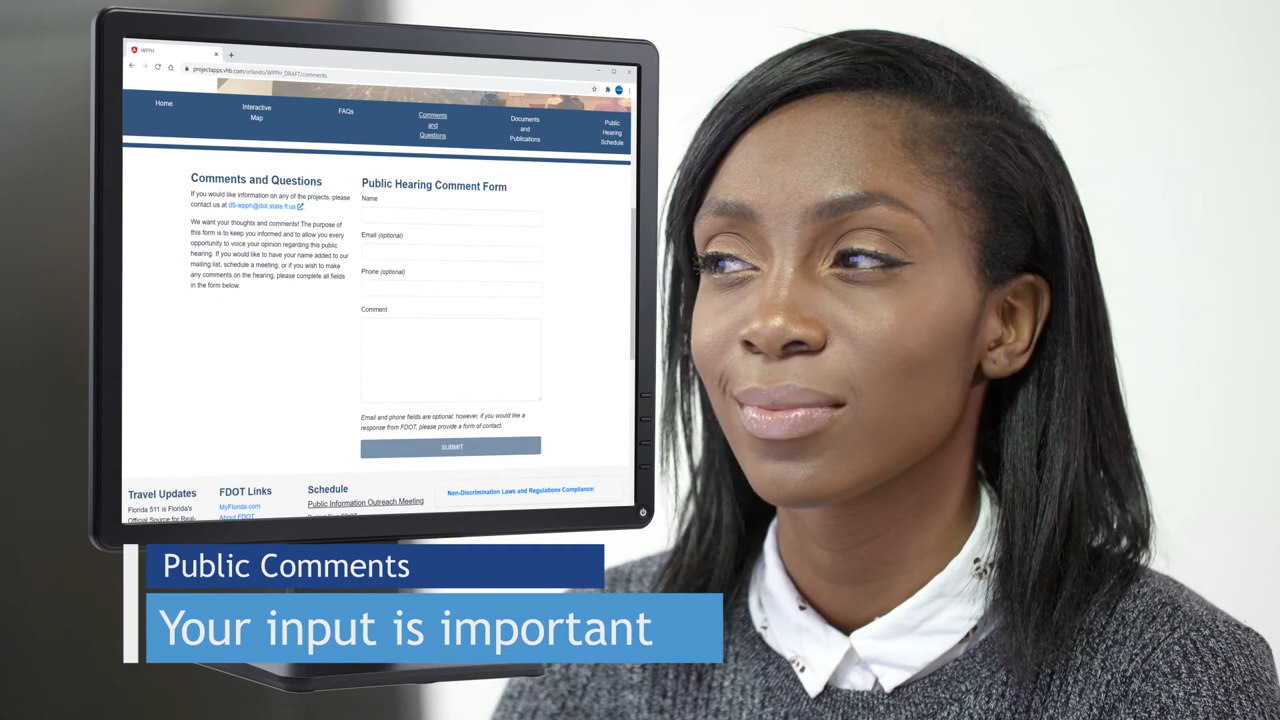 WPPH
projectapps.vhb.com/orlando/WPPH_DRAFT/comments
Home
Interactive
Map
FAQs
Comments
and
Questions
Documents
and
Publications
Public
Hearing
Schedule
Comments and Questions
If you would like information on any of the projects, please
contact us at d5-wpph@dot.state.fl.us
We want your thoughts and comments! The purpose of
this form is to keep you informed and to allow you every
opportunity to voice your opinion regarding this public
hearing. If you would like to have your name added to our
mailing list, schedule a meeting, or if you wish to make
any comments on the hearing, please complete all fields
in the form below.
Public Hearing Comment Form
Name
Email (optional)
Phone (optional)
Comment
Email and phone fields are optional; however, if you would like a
response from FDOT, please provide a form of contact.
SUBMIT
Travel Updates
Florida 511 is Florida's
Official Source for Real-
FDOT Links
MyFlorida.com
About FDOT
Schedule
Public Information Outreach Meeting
Non-Discrimination Laws and Regulations Compliance:
Public Comments
Your input is important